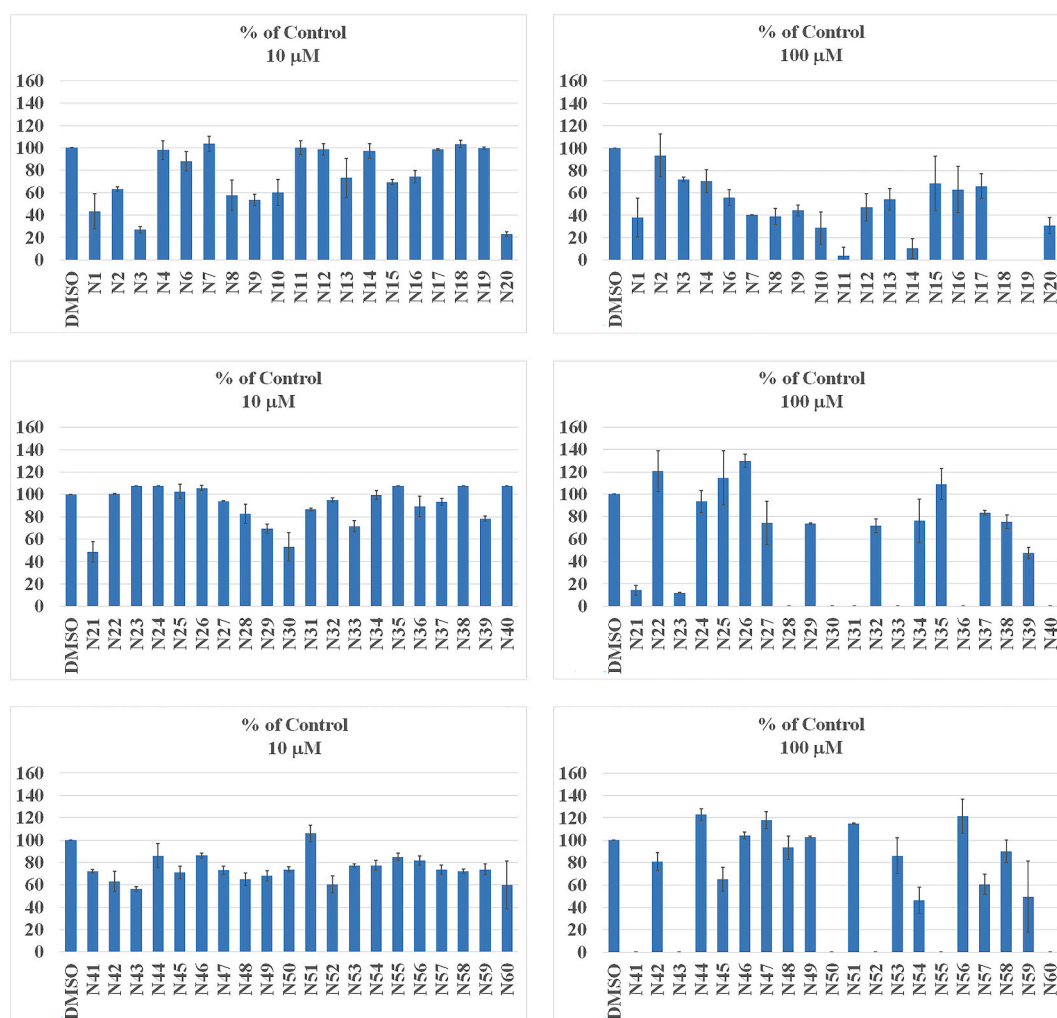 % of Control
10 μM
160
140
120
100
80
60
40
20
0
DMSO
N1
N2
N3
N4
N6
N7
N8
N9
N10
N11
N12
N13
N14
N15
N16
N17
N18
N19
N20
% of Control
100 μM
160
140
120
100
80
60
40
20
0
DMSO
N1
N2
N3
N4
N6
N7
N8
N9
N10
N11
N12
N13
N14
N15
N16
N17
N18
N19
N20
% of Control
10 μM
160
140
120
100
80
60
40
20
0
DMSO
N21
N22
N23
N24
N25
N26
N27
N28
N29
N30
N31
N32
N33
N34
N35
N36
N37
N38
N39
N40
% of Control
100 μM
160
140
120
100
80
60
40
20
0
DMSO
N21
N22
N23
N24
N25
N26
N27
N28
N29
N30
N31
N32
N33
N34
N35
N36
N37
N38
N39
N40
% of Control
10 μM
160
140
120
100
80
60
40
20
0
DMSO
N41
N42
N43
N44
N45
N46
N47
N48
N49
N50
N51
N52
N53
N54
N55
N56
N57
N58
N59
N60
% of Control
100 μM
160
140
120
100
80
60
40
20
0
DMSO
N41
N42
N43
N44
N45
N46
N47
N48
N49
N50
N51
N52
N53
N54
N55
N56
N57
N58
N59
N60